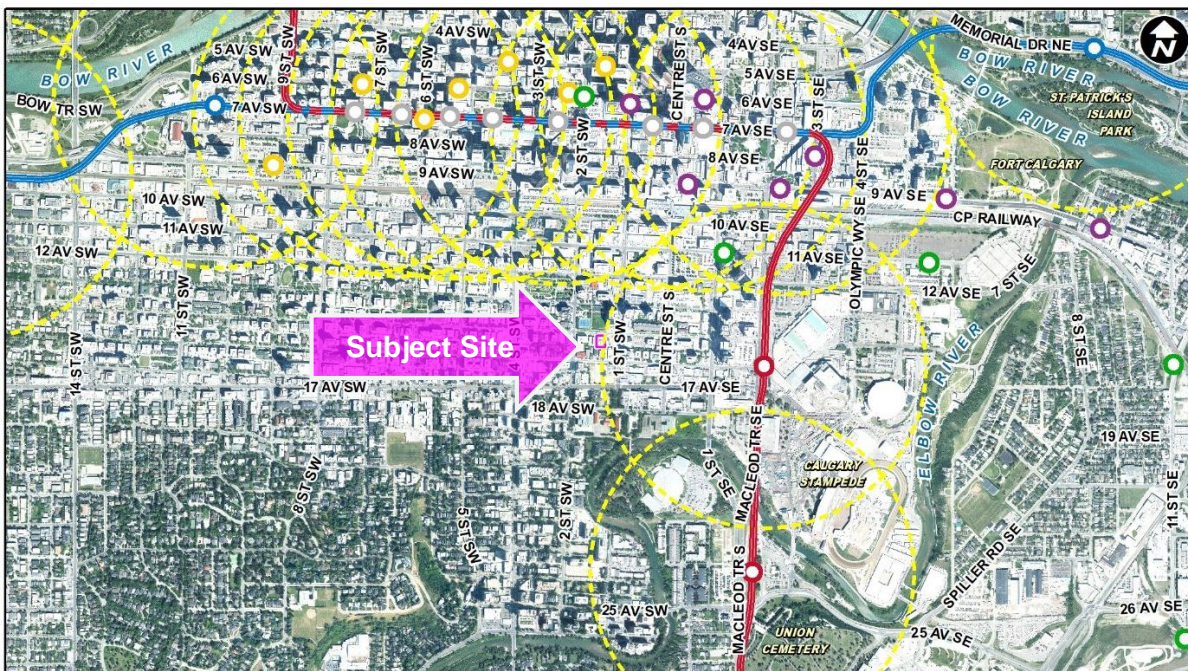 4 AV SW
4 AV SE
MEMORIAL DR NE
N
BOW RIVER
5 AV SW
9 ST SW
7 ST SW
6 ST SW
3 ST SW
CENTRE ST S
5 AV SE
BOW RIVER
6 AV SW
6 AV SE
3 ST SE
BOW RIVER
ST. PATRICK'S
ISLAND
PARK
BOW TR SW
7 AV SW
2 ST SW
7 AV SE
8 AV SW
8 AV SE
4 ST SE
FORT CALGARY
9 AV SW
9 AV SE
CP RAILWAY
10 AV SW
10 AV SE
11 AV SW
11 AV SE
OLYMPIC WY SE
12 AV SW
12 AV SE
7 ST SE
11 ST SW
14 ST SW
Subject Site
4 ST SW
1 ST SW
CENTRE ST S
8 ST SE
ELBOW RIVER
17 AV SW
17 AV SE
18 AV SW
MACLEOD TR SE
19 AV SE
1 ST SE
CALGARY
STAMPEDE
8 ST SW
5 ST SW
2 ST SW
11 ST SE
SPILLER RD SE
MACLEOD TR S
25 AV SW
UNION
CEMETERY
25 AV SE
26 AV SE